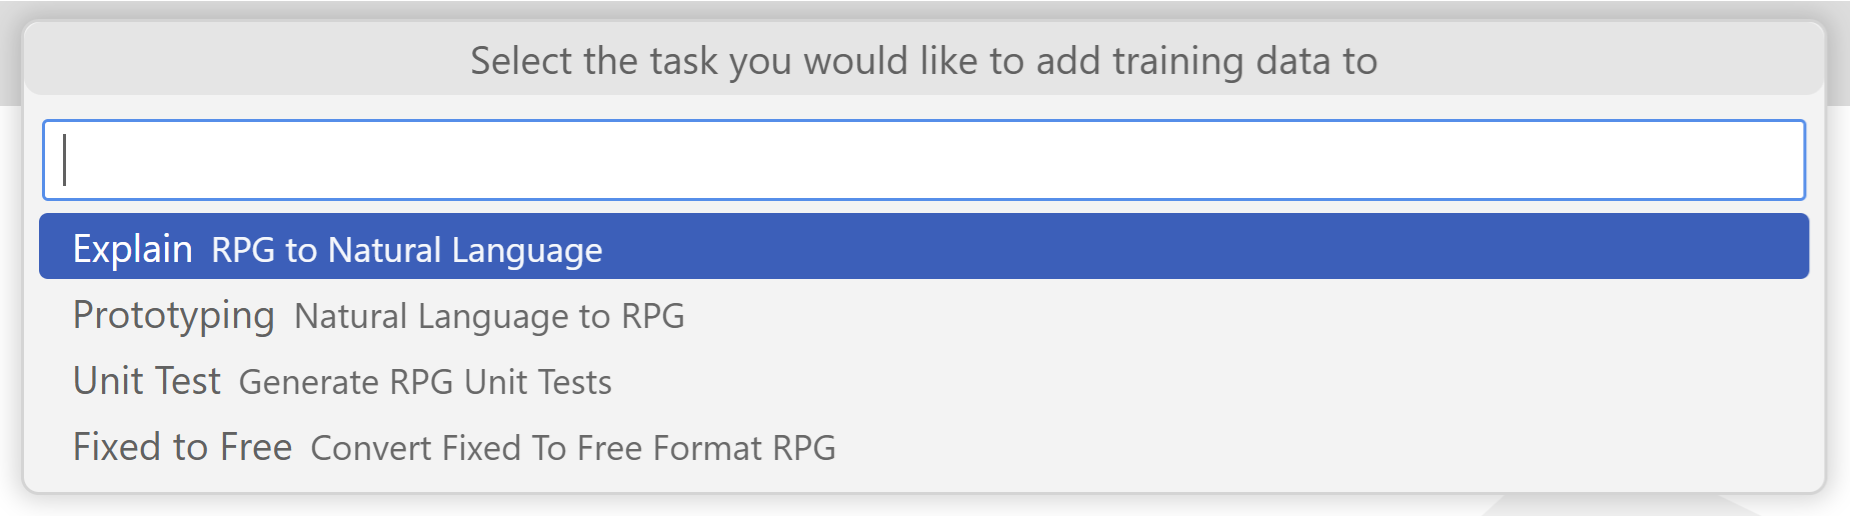 Select the task you would like to add training data to
Explain RPG to Natural Language
Prototyping Natural Language to RPG
Unit Test Generate RPG Unit Tests
Fixed to Free Convert Fixed To Free Format RPG